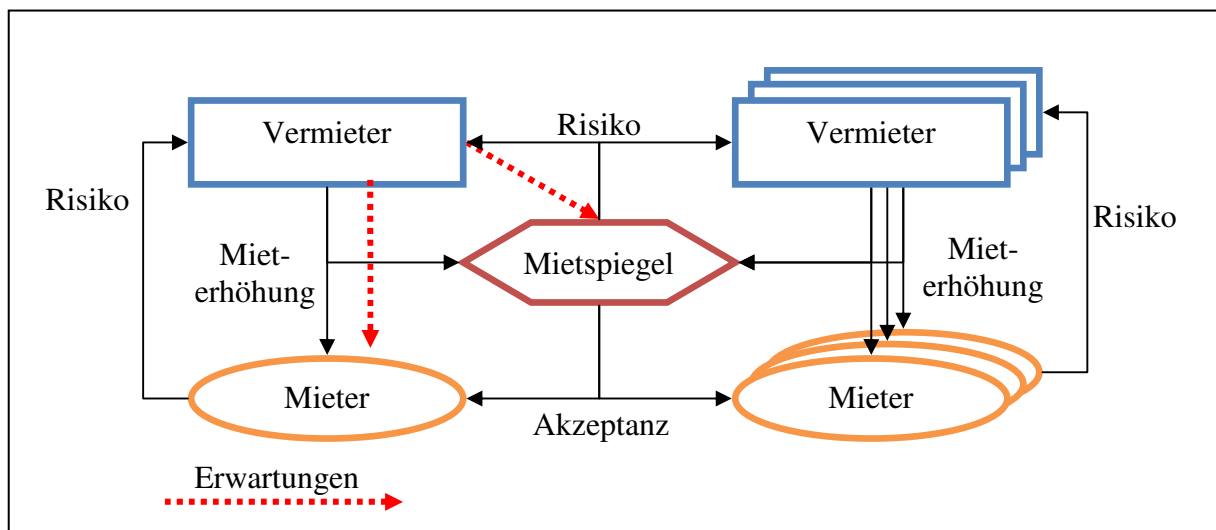 Vermieter
Risiko
Vermieter
Risiko
Risiko
Miet-
erhöhung
Mietspiegel
Miet-
erhöhung
Mieter
Akzeptanz
Mieter
Erwartungen